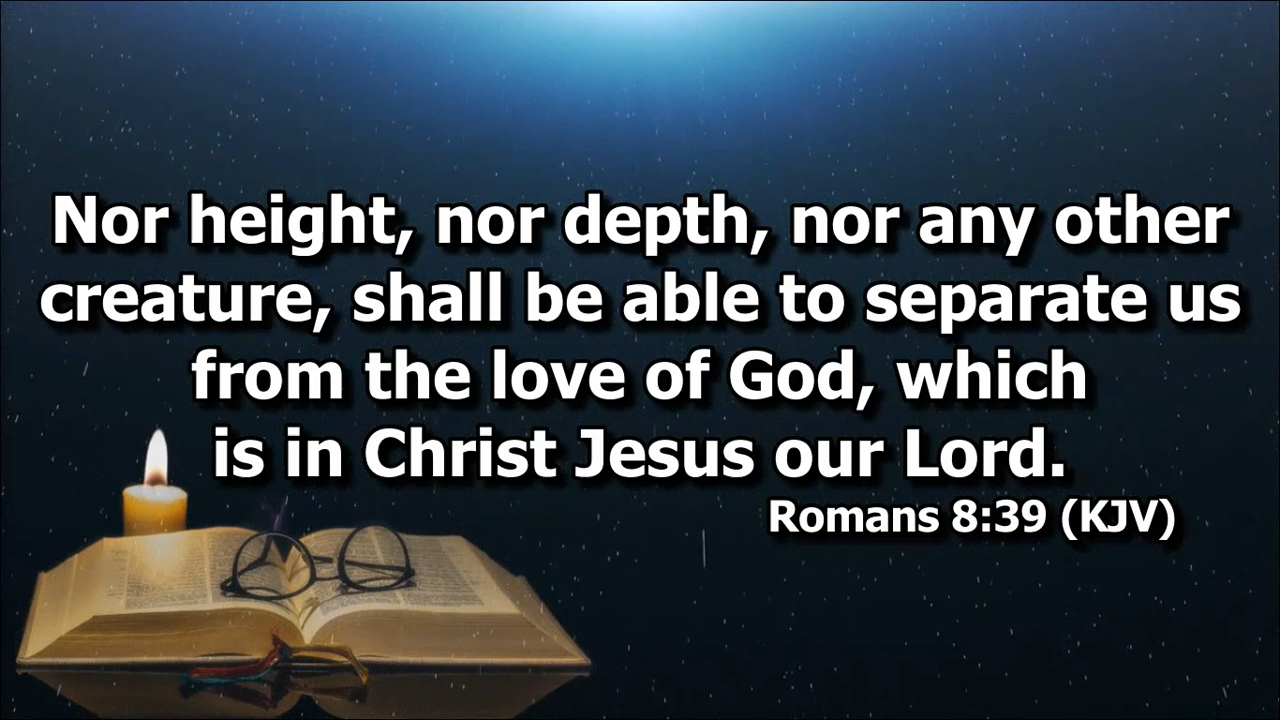 Nor height, nor depth, nor any other
creature, shall be able to separate us
from the love of God, which
is in Christ Jesus our Lord.
Romans 8:39 (KJV)